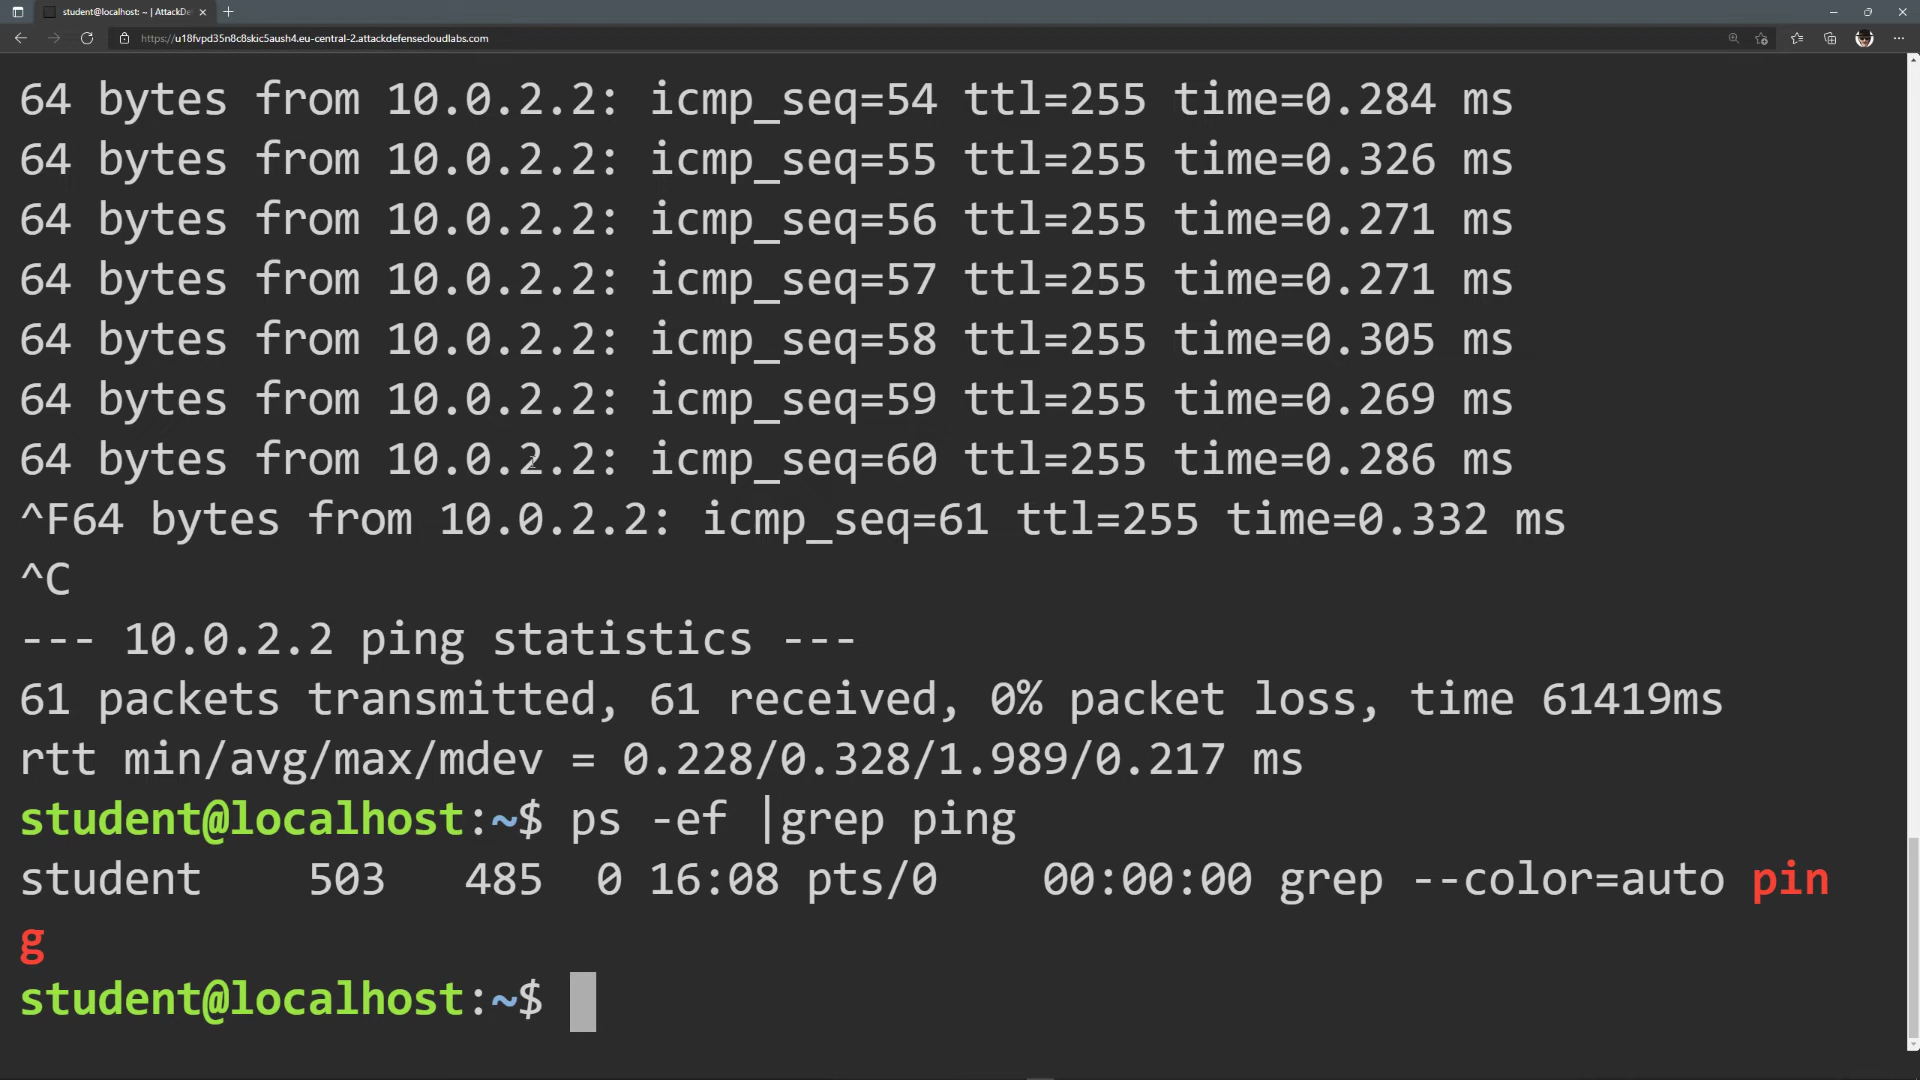 student@localhost: ~ | AttackDe
https://u18fvpd35n8c8skic5aush4.eu-central-2.attackdefensecloudlabs.com
64 bytes from 10.0.2.2: icmp_seq=54 ttl=255 time=0.284 ms
64 bytes from 10.0.2.2: icmp_seq=55 ttl=255 time=0.326 ms
64 bytes from 10.0.2.2: icmp_seq=56 ttl=255 time=0.271 ms
64 bytes from 10.0.2.2: icmp_seq=57 ttl=255 time=0.271 ms
64 bytes from 10.0.2.2: icmp_seq=58 ttl=255 time=0.305 ms
64 bytes from 10.0.2.2: icmp_seq=59 ttl=255 time=0.269 ms
64 bytes from 10.0.2.2: icmp_seq=60 ttl=255 time=0.286 ms
^F64 bytes from 10.0.2.2: icmp_seq=61 ttl=255 time=0.332 ms
^C
--- 10.0.2.2 ping statistics ---
61 packets transmitted, 61 received, 0% packet loss, time 61419ms
rtt min/avg/max/mdev = 0.228/0.328/1.989/0.217 ms
student@localhost:~$ ps -ef |grep ping
student    503   485  0 16:08 pts/0    00:00:00 grep --color=auto pin
g
student@localhost:~$